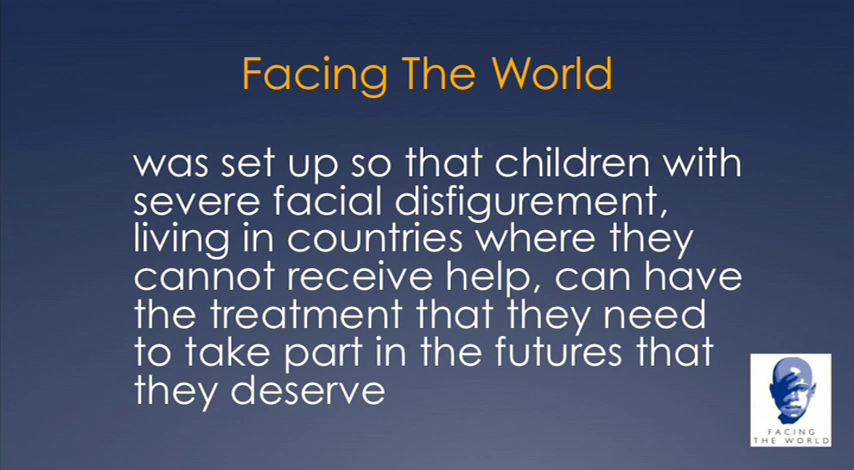 Facing The World
was set up so that children with
severe facial disfigurement,
living in countries where they
cannot receive help, can have
the treatment that they need
to take part in the futures that
they deserve
FACING
THE WORLD